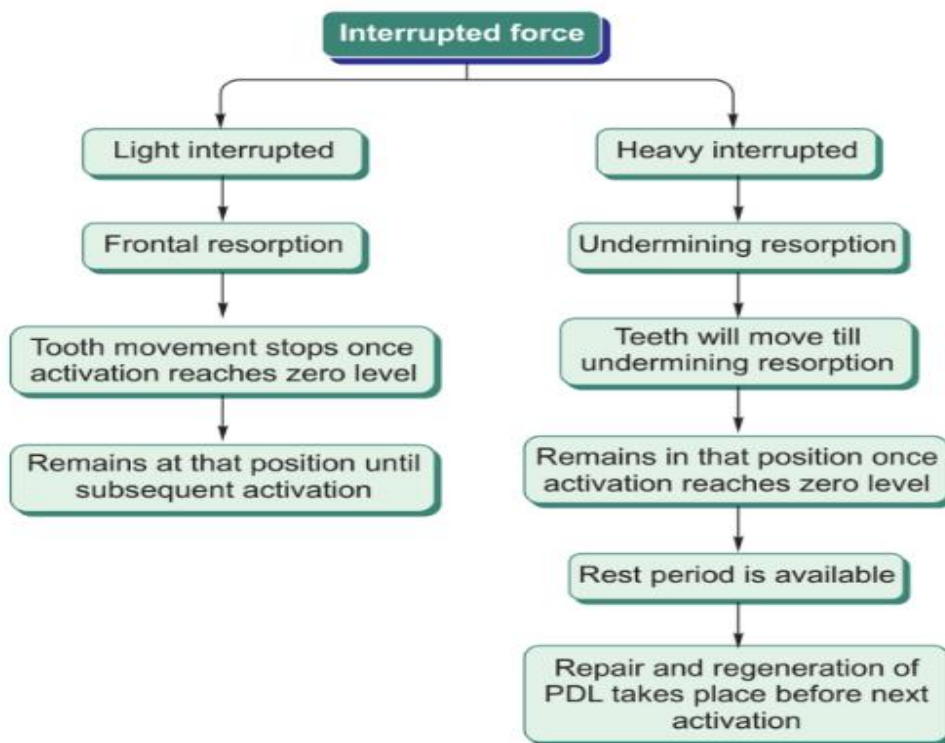 Interrupted force
Light interrupted
Frontal resorption
Tooth movement stops once
activation reaches zero level
Remains at that position until
subsequent activation
Heavy interrupted
Undermining resorption
Teeth will move till
undermining resorption
Remains in that position once
activation reaches zero level
Rest period is available
Repair and regeneration of
PDL takes place before next
activation